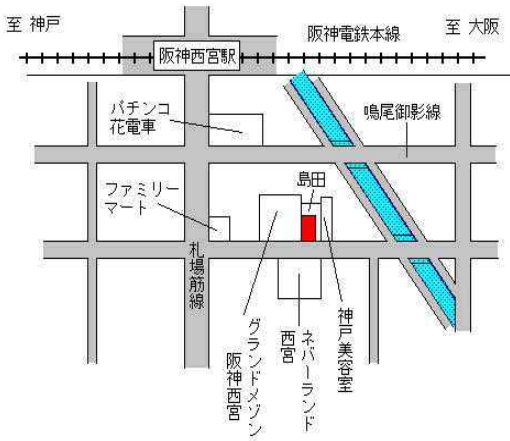 至 神戸
阪神電鉄本線
至 大阪
阪神西宮駅
パチンコ
花電車
鳴尾御影線
ファミリー
マート
島田
札場筋線
グランドメゾン
阪神西宮
ネバーランド
西宮
神戸美容室